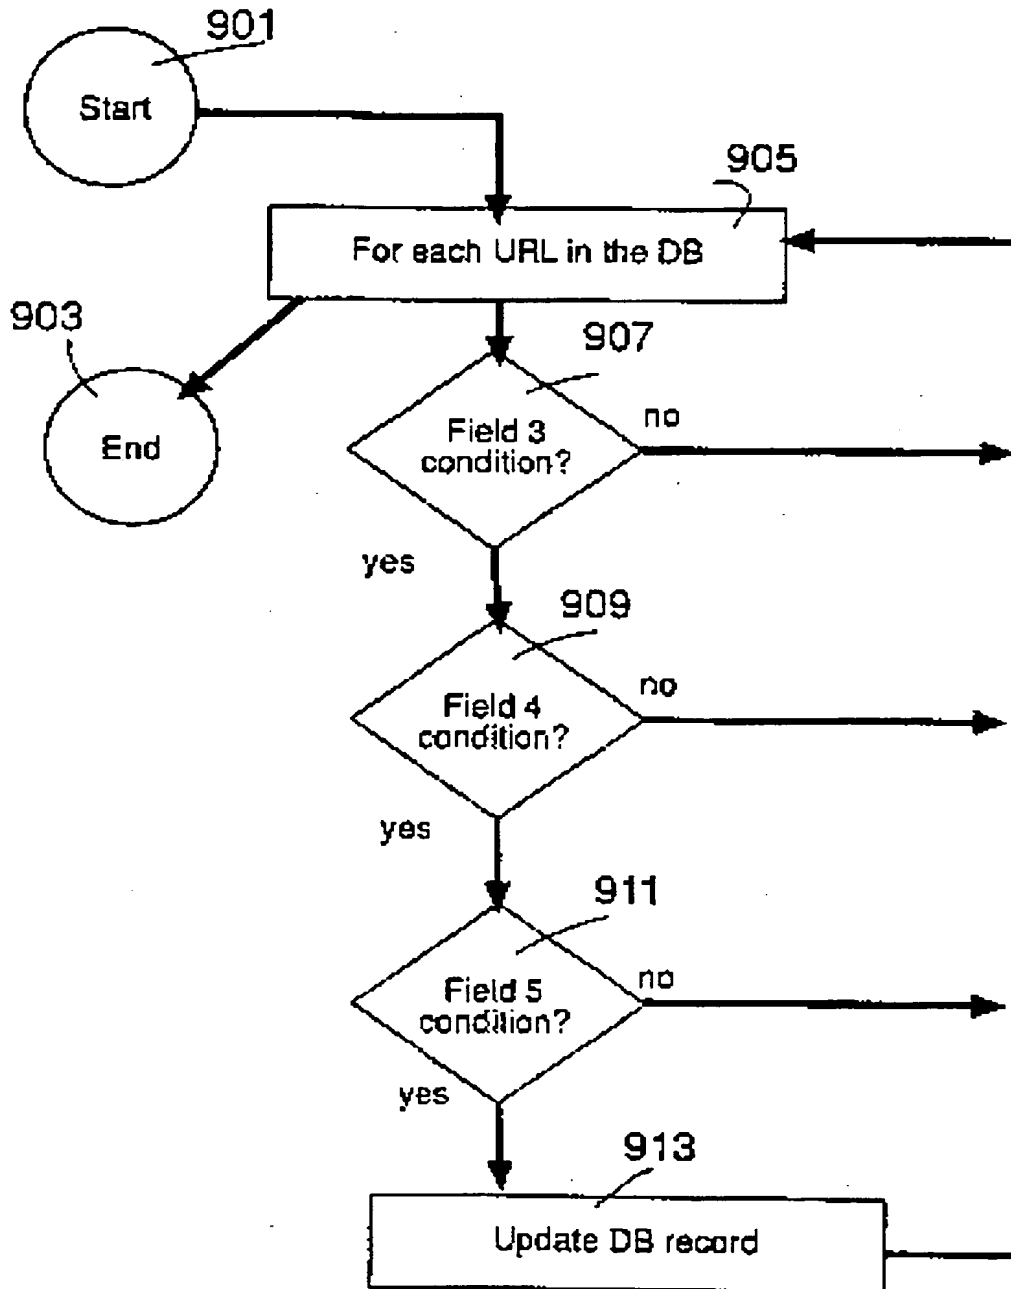 901
Start
905
For each URL in the DB
903
End
907
Field 3
condition?
no
yes
909
Field 4
condition?
no
yes
911
Field 5
condition?
no
yes
913
Update DB record